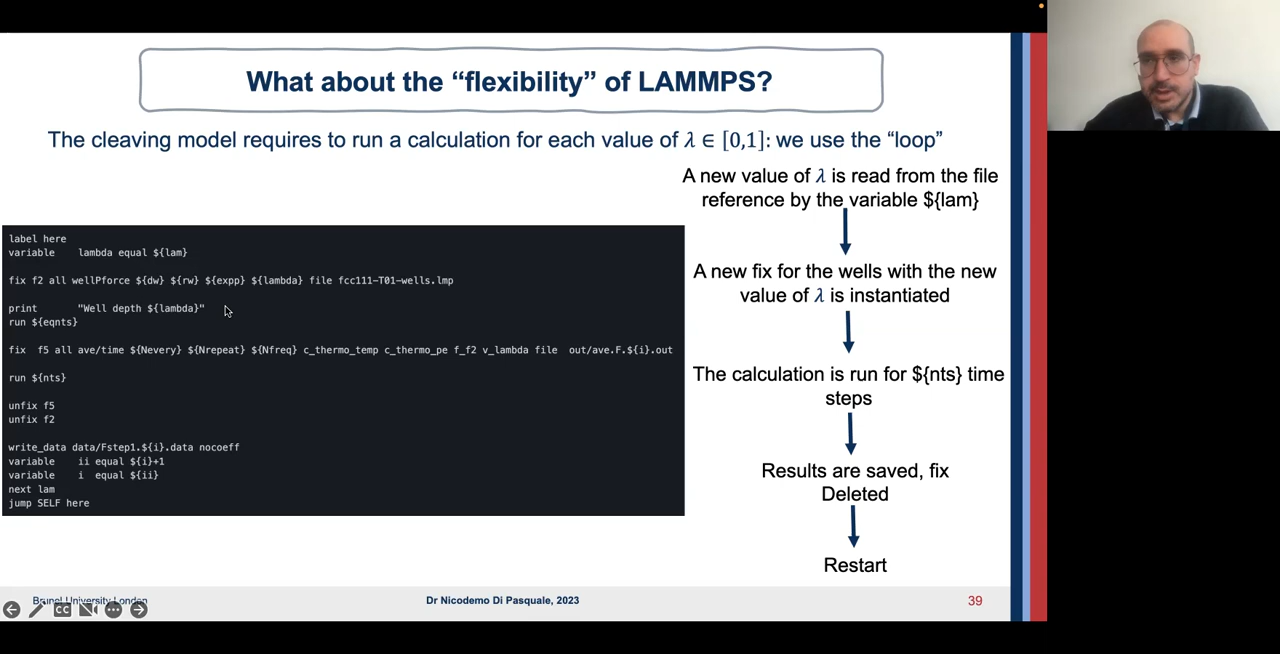 What about the “flexibility” of LAMMPS?
The cleaving model requires to run a calculation for each value of λ ∈ [0,1]: we use the “loop”
label here
variable    lambda equal ${lam}
fix f2 all wellPforce ${dw} ${rw} ${expp} ${lambda} file fcc111-T01-wells.lmp
print       "Well depth ${lambda}"
run ${eqnts}
fix  f5 all ave/time ${Nevery} ${Nrepeat} ${Nfreq} c_thermo_temp c_thermo_pe f_f2 v_lambda file  out/ave.F.${i}.out
run ${nts}
unfix f5
unfix f2
write_data data/Fstep1.${i}.data nocoeff
variable    ii equal ${i}+1
variable    i  equal ${ii}
next lam
jump SELF here
A new value of λ is read from the file
reference by the variable ${lam}
A new fix for the wells with the new
value of λ is instantiated
The calculation is run for ${nts} time
steps
Results are saved, fix
Deleted
Restart
Brunel University London
Dr Nicodemo Di Pasquale, 2023
39
CC